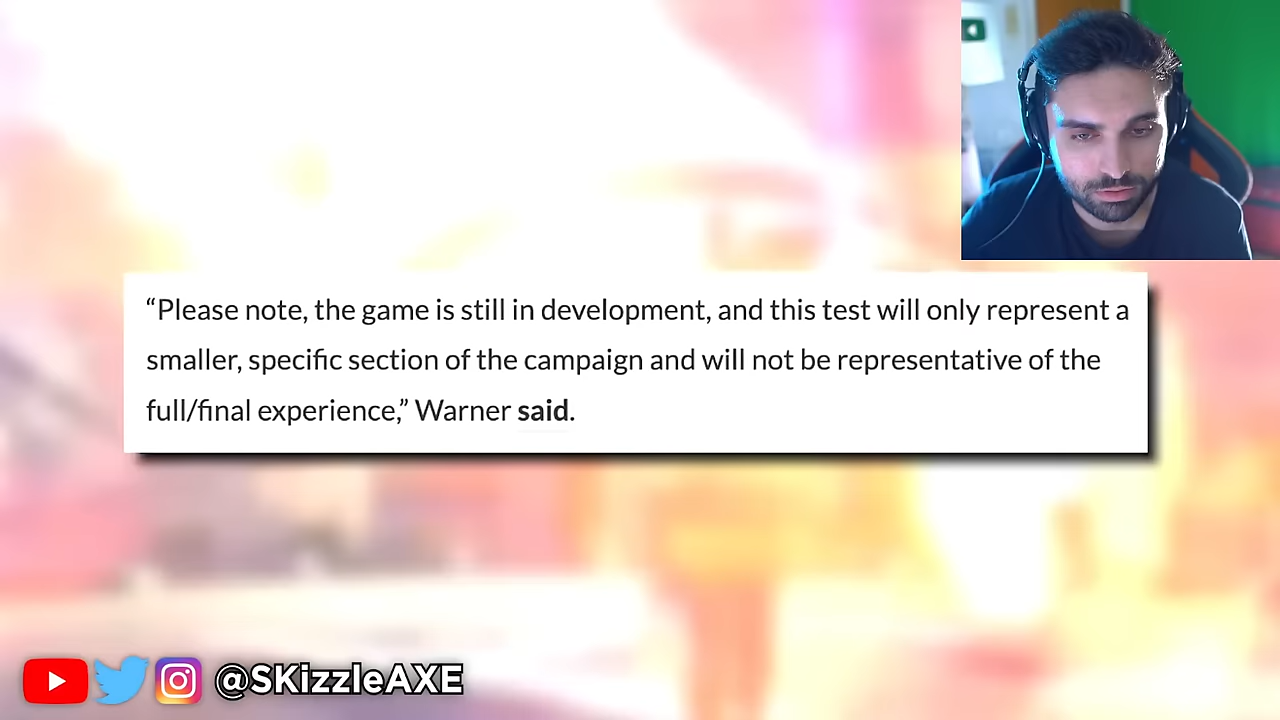 “Please note, the game is still in development, and this test will only represent a
smaller, specific section of the campaign and will not be representative of the
full/final experience,” Warner said.
@SKizzleAXE